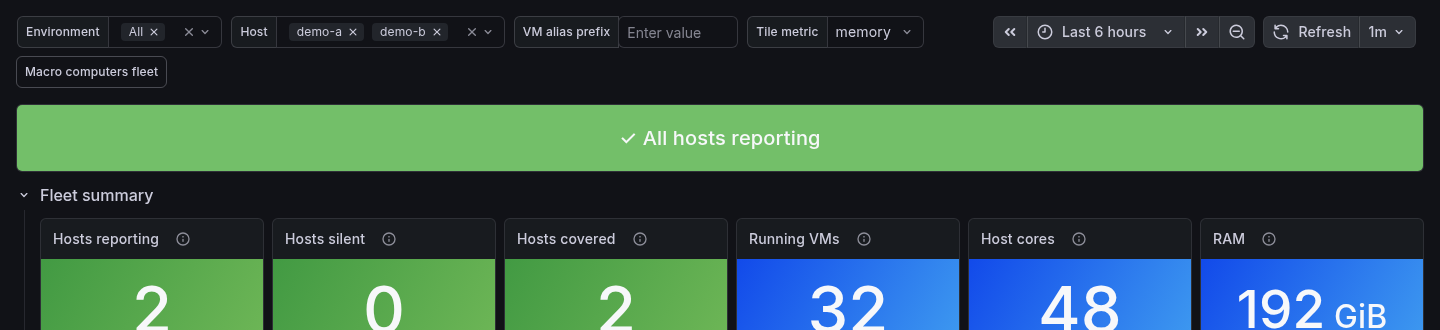 Environment All Host demo-a demo-b VM alias prefix Enter value Tile metric memory Last 6 hours Refresh 1m
Macro computers fleet
All hosts reporting
Fleet summary
Hosts reporting Hosts silent Hosts covered Running VMs Host cores RAM
2 0 2 32 48 192 GiB